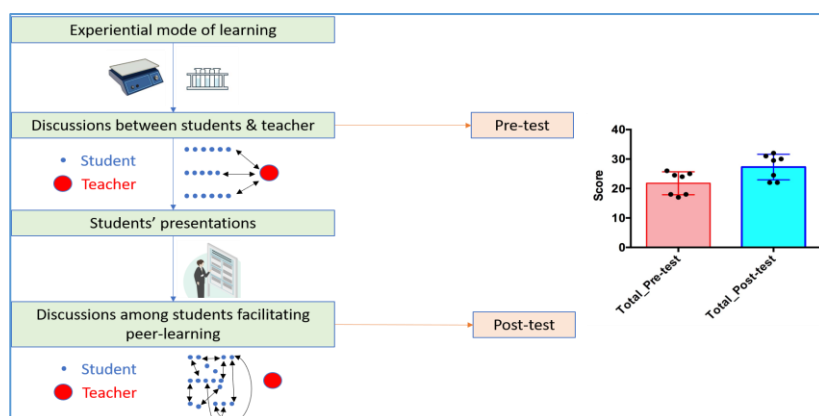 Experiential mode of learning
Discussions between students & teacher
Pre-test
Student
Teacher
Students’ presentations
Discussions among students facilitating
peer-learning
Post-test
Student
Teacher
40
30
20
10
0
Score
Total_Pre-test
Total_Post-test